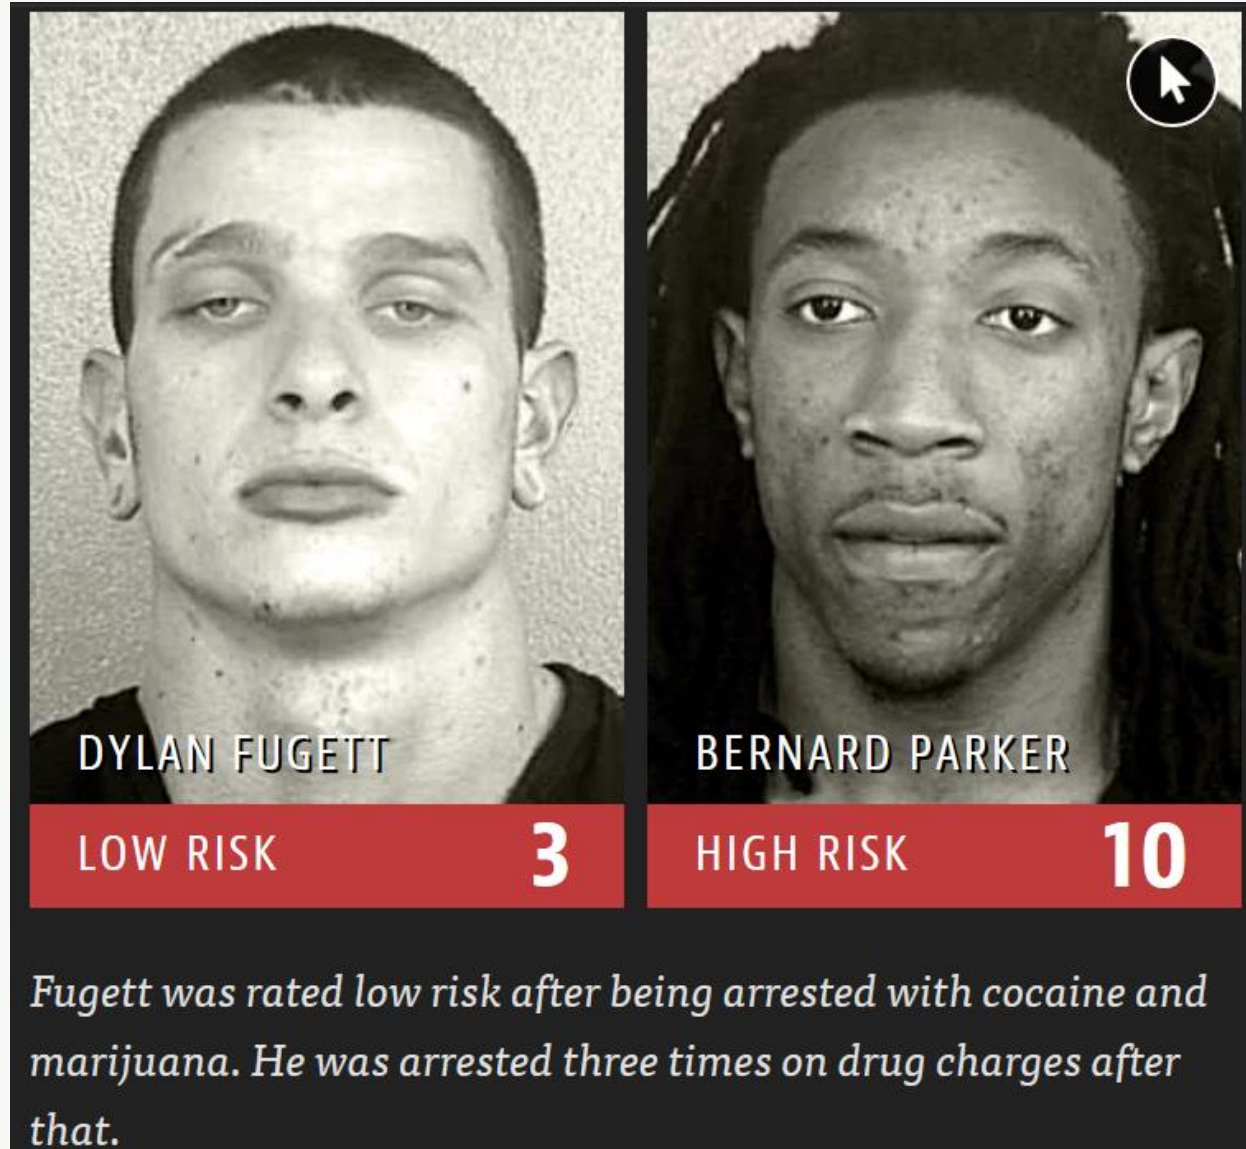 DYLAN FUGETT
LOW RISK 3
BERNARD PARKER
HIGH RISK 10
Fugett was rated low risk after being arrested with cocaine and
marijuana. He was arrested three times on drug charges after
that.